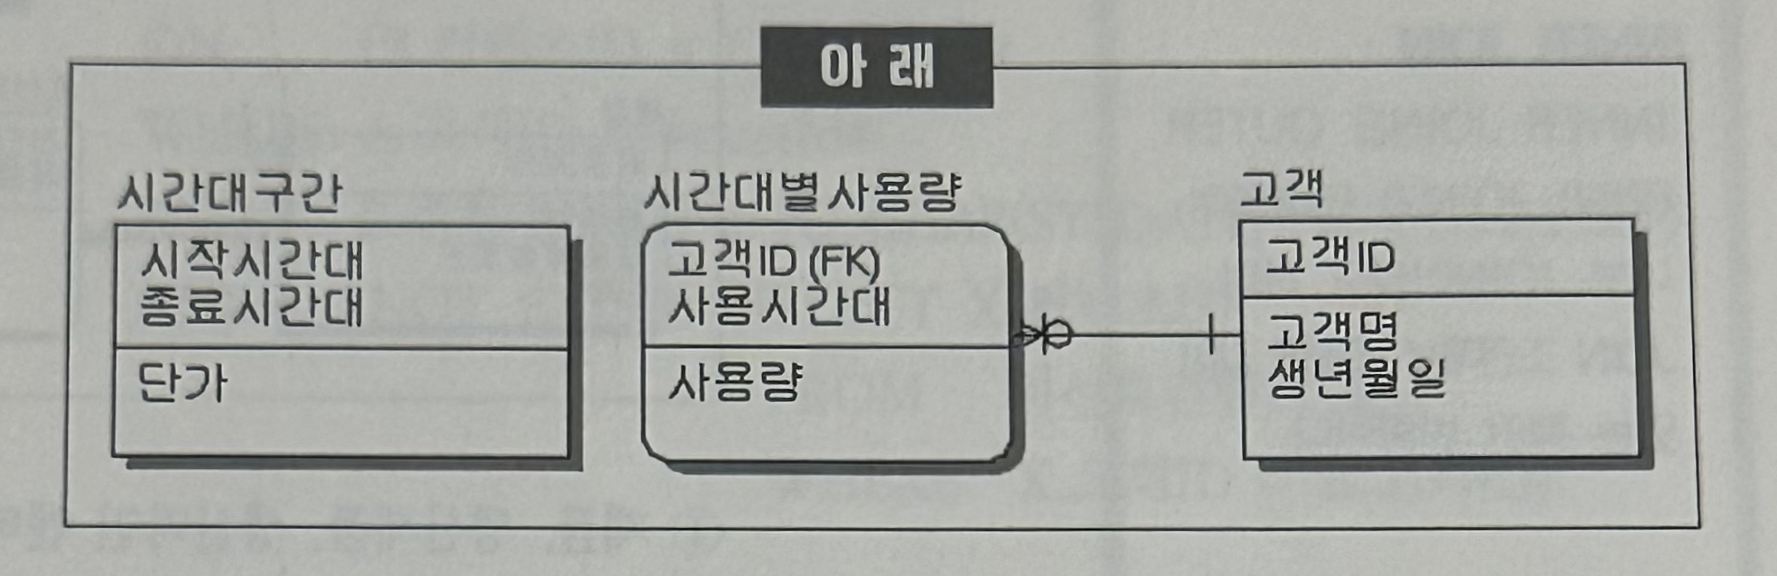 아 래
시간대구간
시작시간대
종료시간대
단가
시간대별사용량
고객ID (FK)
사용시간대
사용량
고객
고객ID
고객명
생년월일